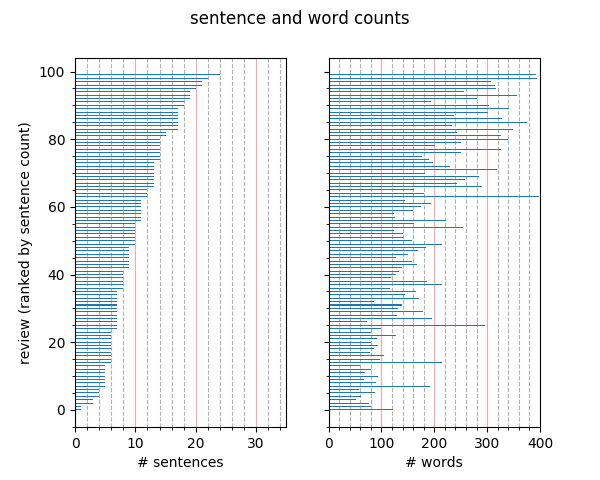 sentence and word counts
review (ranked by sentence count)
100
80
60
40
20
0
0 10 20 30
# sentences
0 100 200 300 400
# words